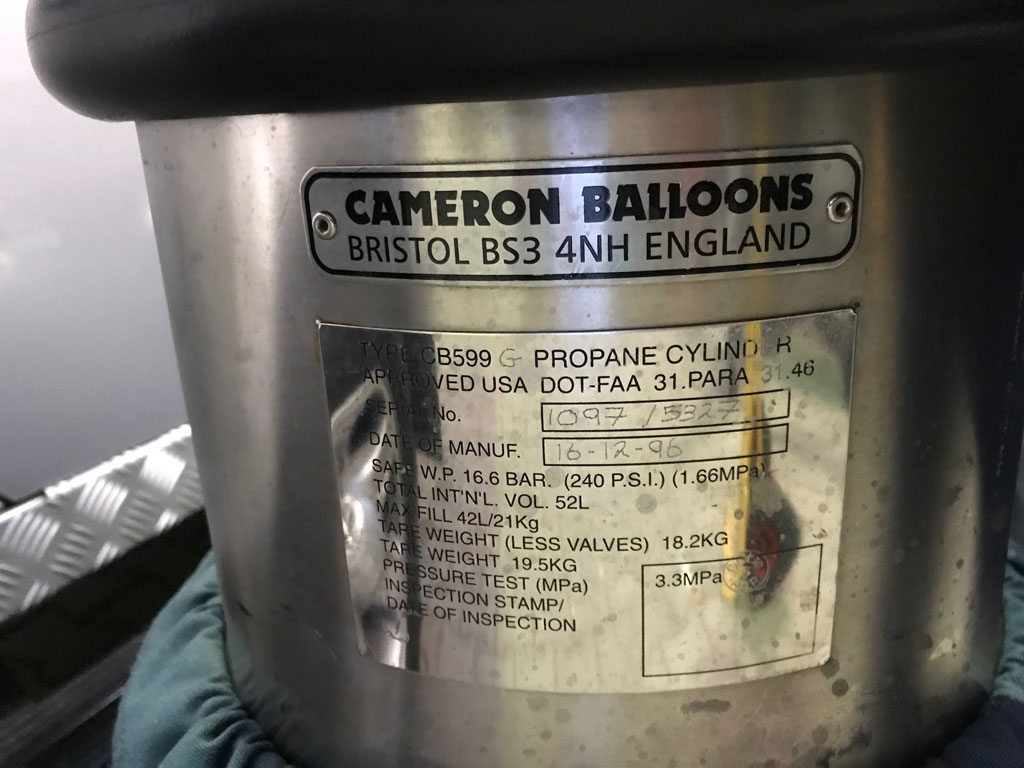 CAMERON BALLOONS
BRISTOL BS3 4NH ENGLAND
TYPE CB599 G PROPANE CYLINDER
APPROVED USA DOT-FAA 31.PARA 31.46
SERIAL No. 1097 / 5327
DATE OF MANUF. 16-12-96
SAFE W.P. 16.6 BAR. (240 P.S.I.) (1.66MPa)
TOTAL INT'N'L. VOL. 52L
MAX FILL 42L/21Kg
TARE WEIGHT (LESS VALVES) 18.2KG
TARE WEIGHT 19.5KG
PRESSURE TEST (MPa) 3.3MPa
INSPECTION STAMP/
DATE OF INSPECTION